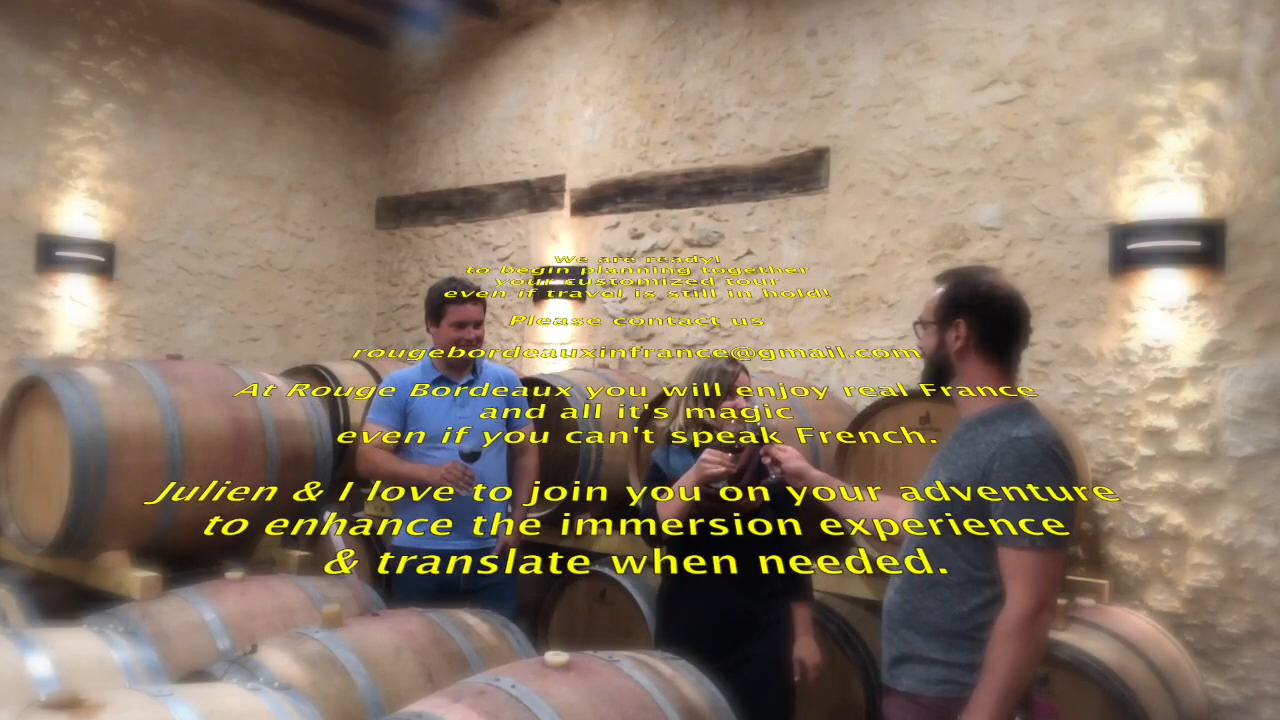 We are ready!
to begin planning together
your customized tour
even if travel is still in hold!
Please contact us
rougebordeauxinfrance@gmail.com
At Rouge Bordeaux you will enjoy real France
and all it's magic
even if you can't speak French.
Julien & I love to join you on your adventure
to enhance the immersion experience
& translate when needed.